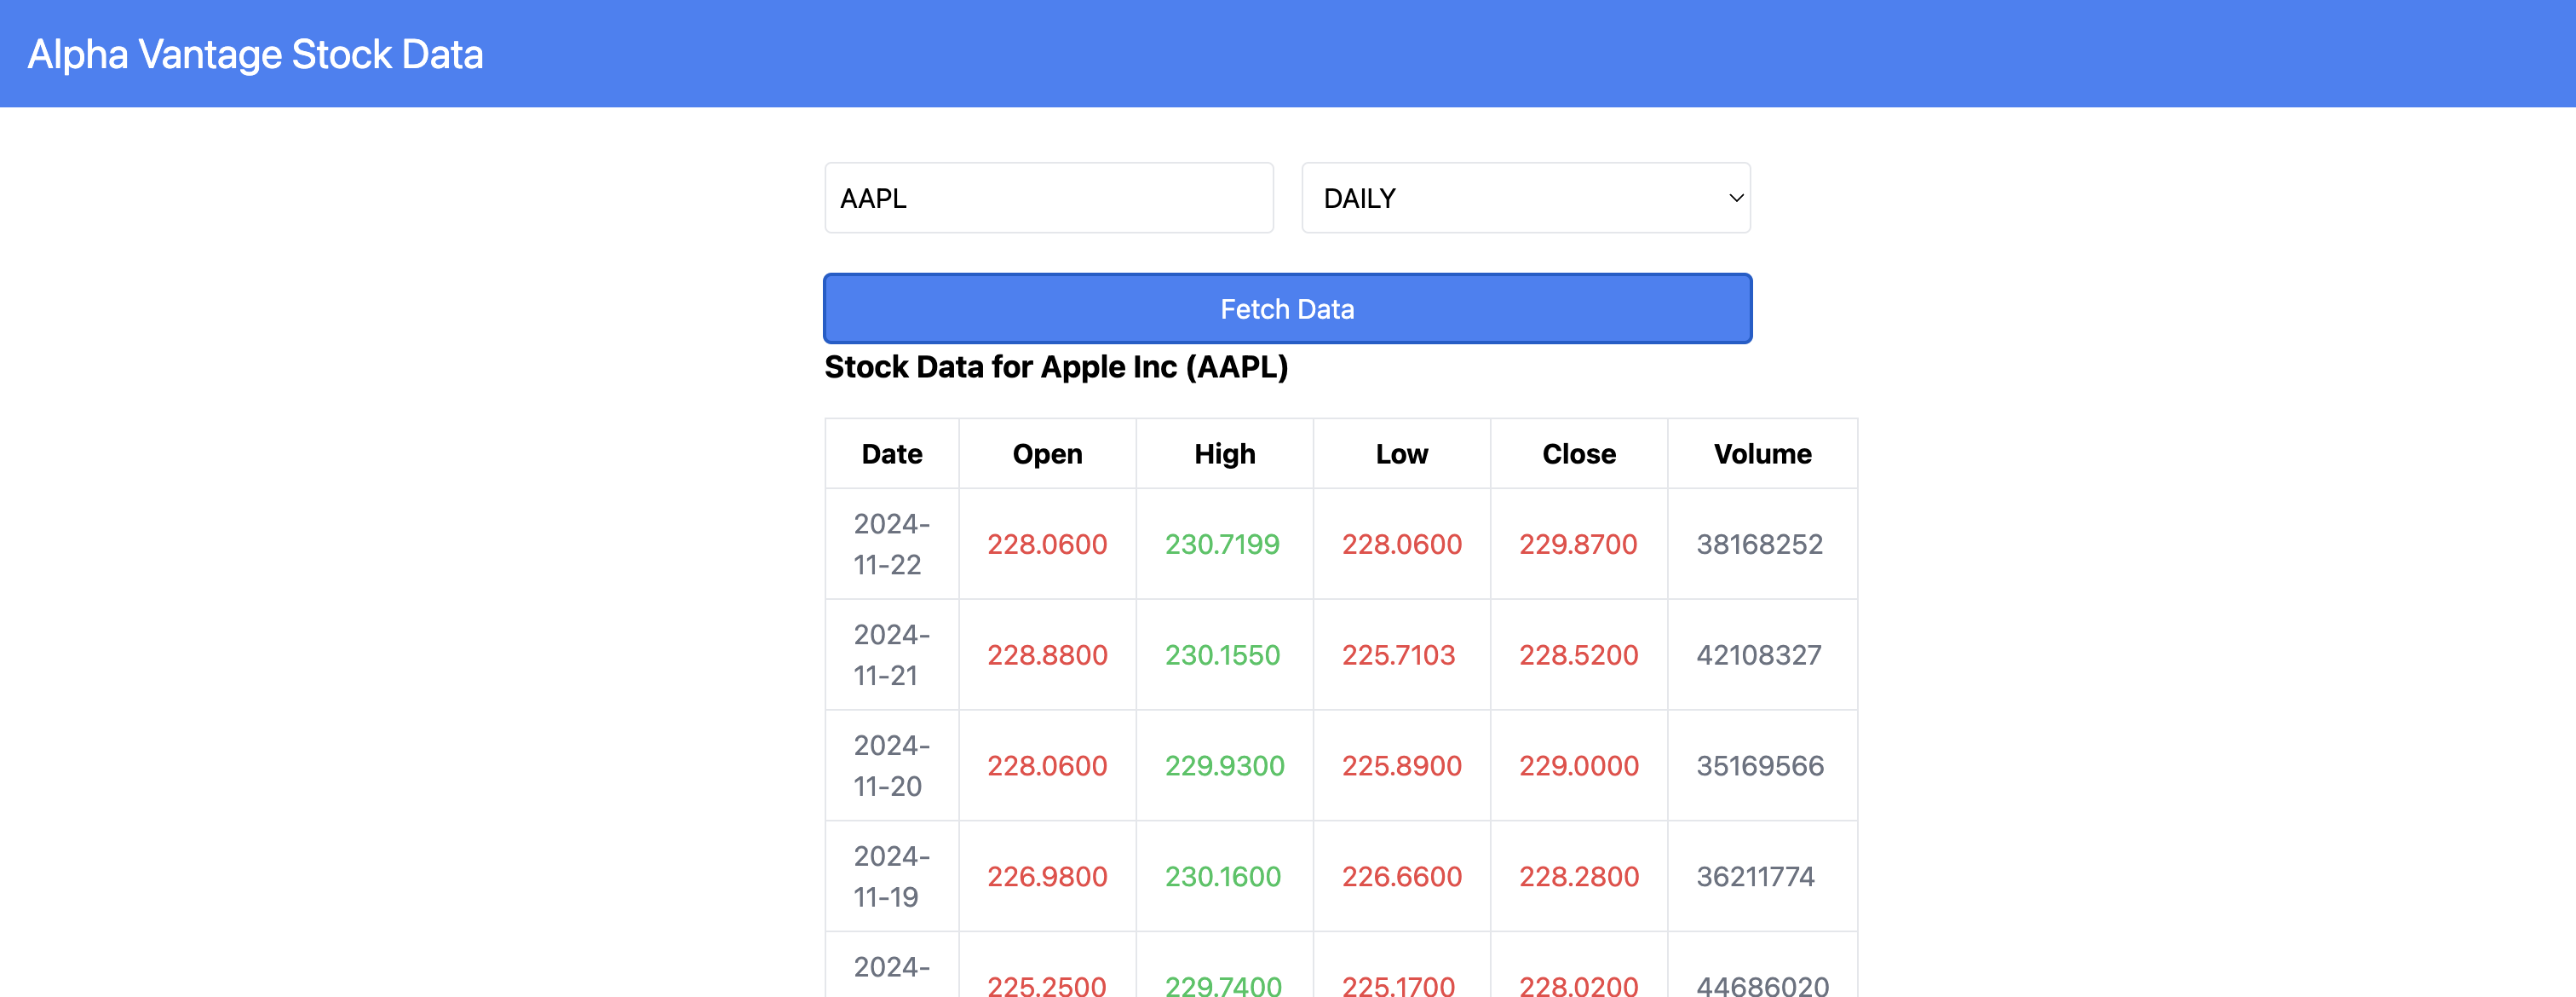 Alpha Vantage Stock Data
AAPL DAILY
Fetch Data
Stock Data for Apple Inc (AAPL)
Date Open High Low Close Volume
2024-
11-22 228.0600 230.7199 228.0600 229.8700 38168252
2024-
11-21 228.8800 230.1550 225.7103 228.5200 42108327
2024-
11-20 228.0600 229.9300 225.8900 229.0000 35169566
2024-
11-19 226.9800 230.1600 226.6600 228.2800 36211774
2024-
225.2500 229.7400 225.1700 228.0200 44686020